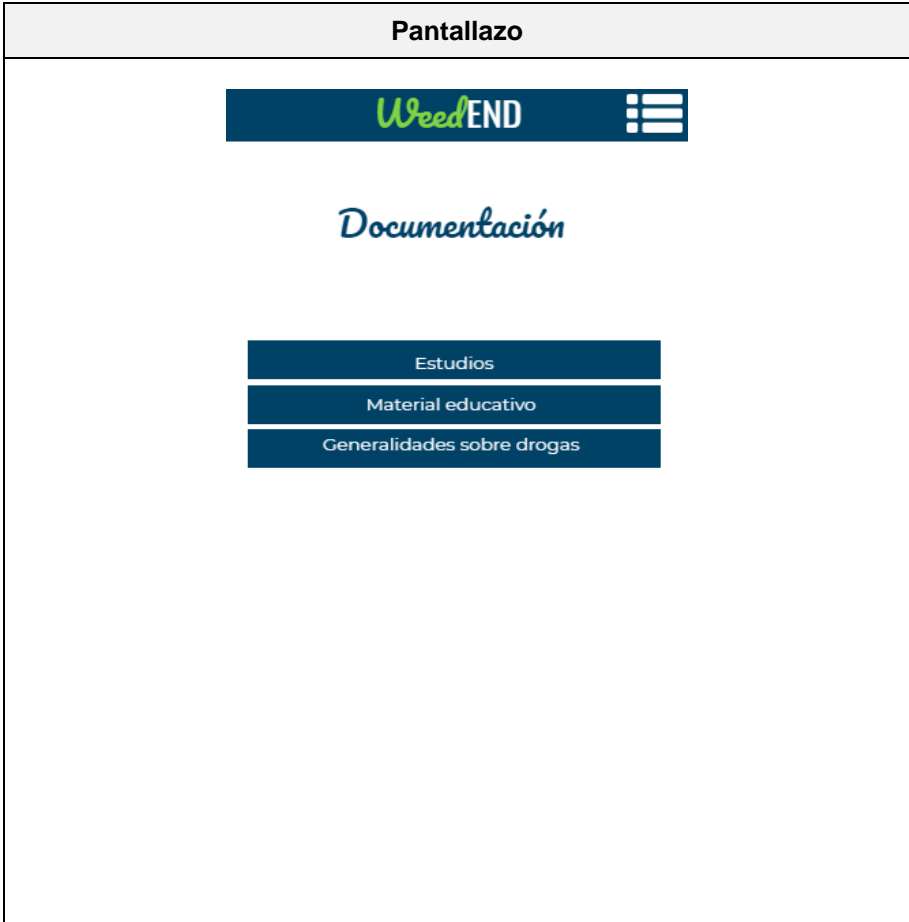 Pantallazo
WeedEND
Documentación
Estudios
Material educativo
Generalidades sobre drogas